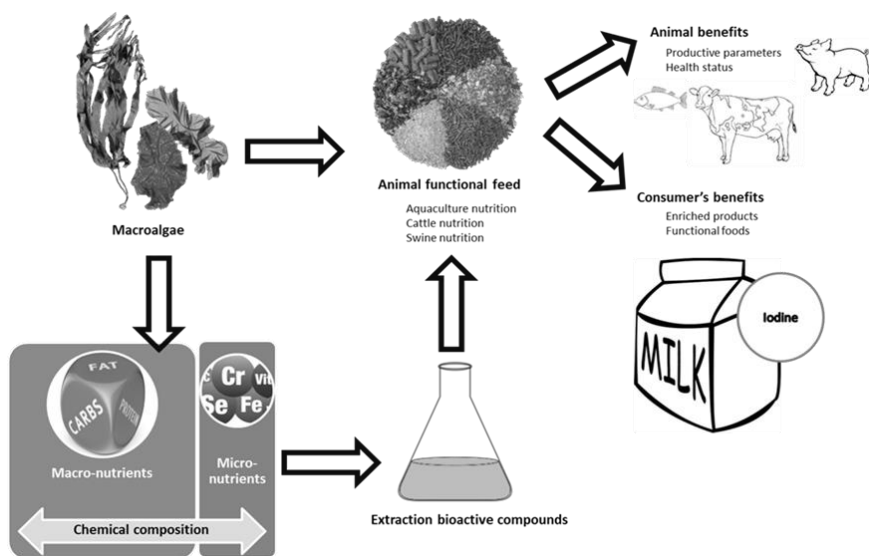 Animal benefits
Productive parameters
Health status
Animal functional feed
Aquaculture nutrition
Cattle nutrition
Swine nutrition
Macroalgae
Consumer's benefits
Enriched products
Functional foods
Iodine
MILK
FAT
CARBS
PROTEIN
C
Cr
Vit
Se
Fe
Macro-nutrients
Micro-
nutrients
Chemical composition
Extraction bioactive compounds